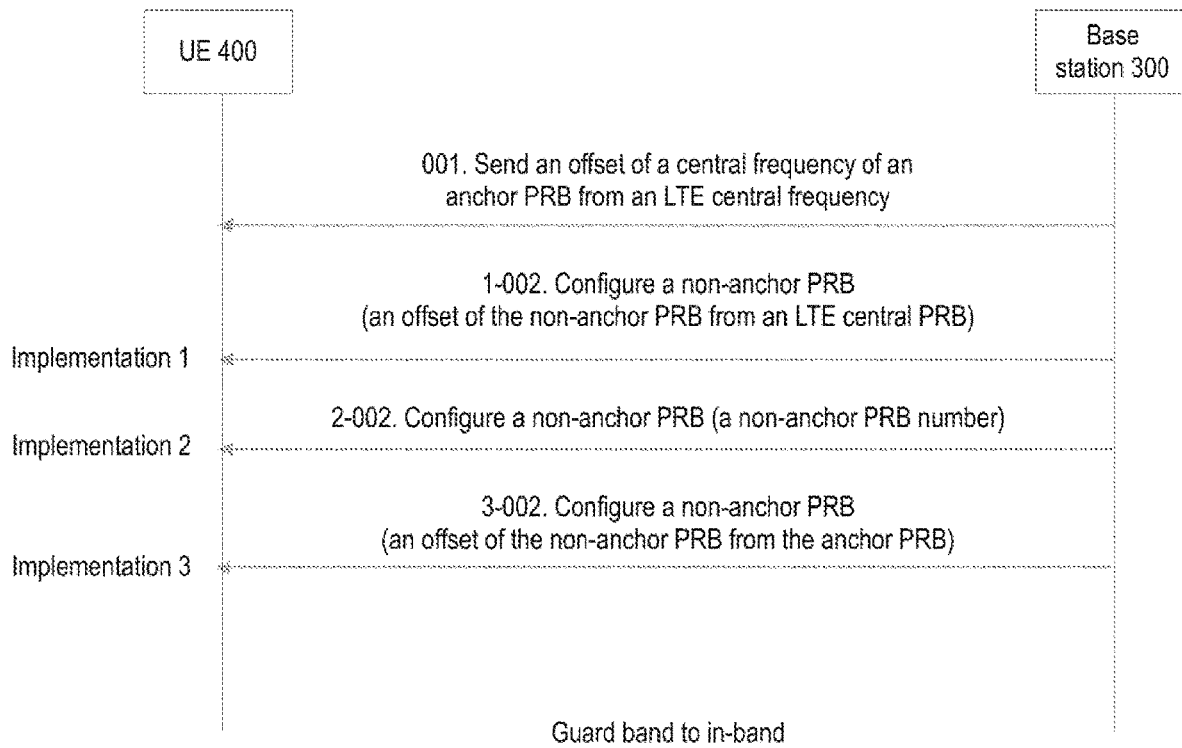 UE 400
Base
station 300
001. Send an offset of a central frequency of an
anchor PRB from an LTE central frequency
1-002. Configure a non-anchor PRB
(an offset of the non-anchor PRB from an LTE central PRB)
Implementation 1
2-002. Configure a non-anchor PRB (a non-anchor PRB number)
Implementation 2
3-002. Configure a non-anchor PRB
(an offset of the non-anchor PRB from the anchor PRB)
Implementation 3
Guard band to in-band